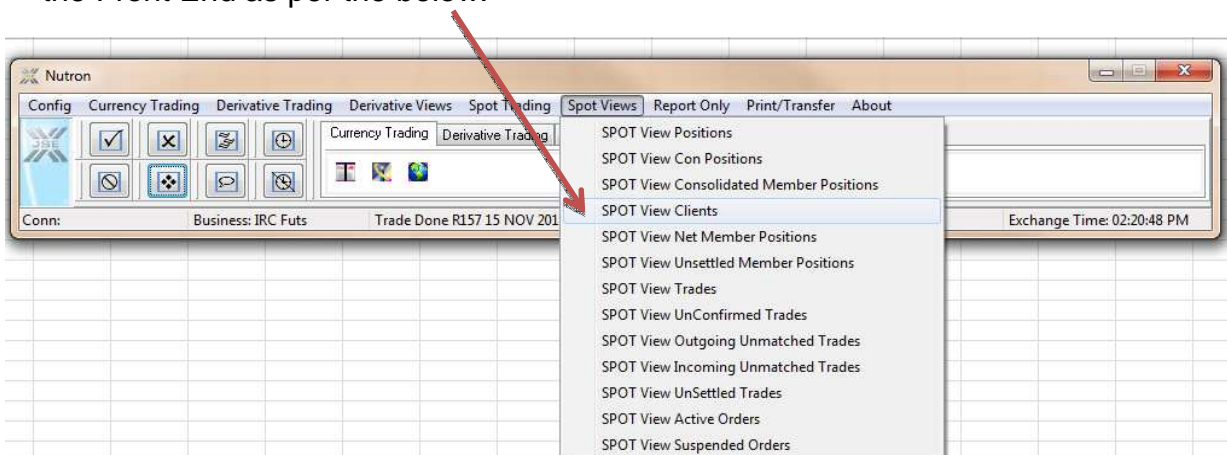 the Front-End as per the below:
Nutron
Config Currency Trading Derivative Trading Derivative Views Spot Trading Spot Views Report Only Print/Transfer About
JSE
Currency Trading Derivative Trading
SPOT View Positions
SPOT View Con Positions
SPOT View Consolidated Member Positions
SPOT View Clients
SPOT View Net Member Positions
SPOT View Unsettled Member Positions
SPOT View Trades
SPOT View UnConfirmed Trades
SPOT View Outgoing Unmatched Trades
SPOT View Incoming Unmatched Trades
SPOT View UnSettled Trades
SPOT View Active Orders
SPOT View Suspended Orders
Conn: Business: IRC Futs Trade Done R157 15 NOV 201 Exchange Time: 02:20:48 PM